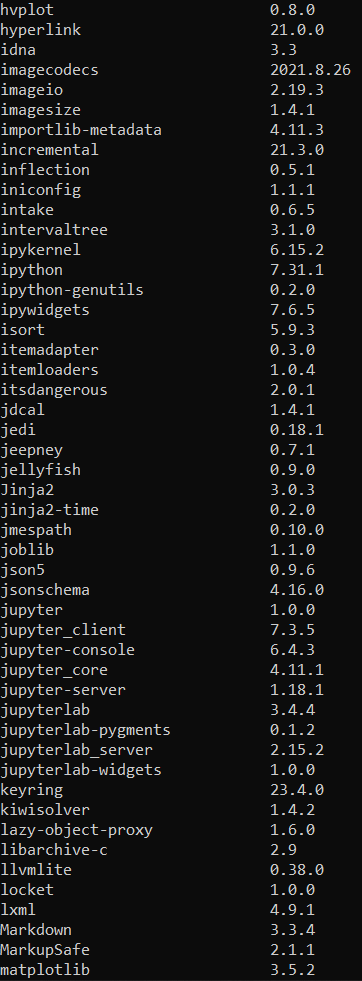 hvplot 0.8.0
hyperlink 21.0.0
idna 3.3
imagecodecs 2021.8.26
imageio 2.19.3
imagesize 1.4.1
importlib-metadata 4.11.3
incremental 21.3.0
inflection 0.5.1
iniconfig 1.1.1
intake 0.6.5
intervaltree 3.1.0
ipykernel 6.15.2
ipython 7.31.1
ipython-genutils 0.2.0
ipywidgets 7.6.5
isort 5.9.3
itemadapter 0.3.0
itemloaders 1.0.4
itsdangerous 2.0.1
jdcal 1.4.1
jedi 0.18.1
jeepney 0.7.1
jellyfish 0.9.0
Jinja2 3.0.3
jinja2-time 0.2.0
jmespath 0.10.0
joblib 1.1.0
json5 0.9.6
jsonschema 4.16.0
jupyter 1.0.0
jupyter_client 7.3.5
jupyter-console 6.4.3
jupyter_core 4.11.1
jupyter-server 1.18.1
jupyterlab 3.4.4
jupyterlab-pygments 0.1.2
jupyterlab_server 2.15.2
jupyterlab-widgets 1.0.0
keyring 23.4.0
kiwisolver 1.4.2
lazy-object-proxy 1.6.0
libarchive-c 2.9
llvmlite 0.38.0
locket 1.0.0
lxml 4.9.1
Markdown 3.3.4
MarkupSafe 2.1.1
matplotlib 3.5.2